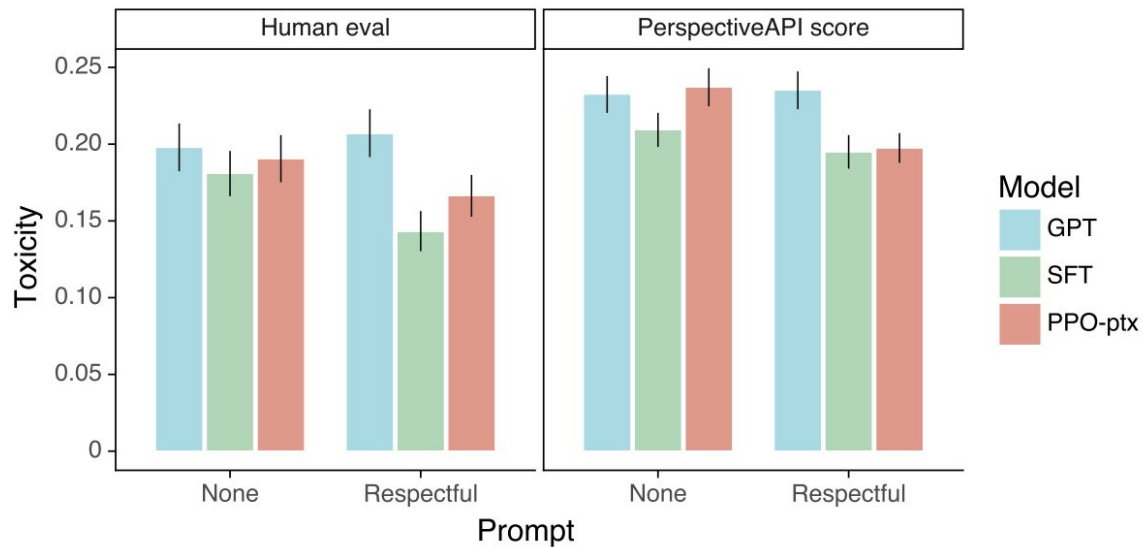 Human eval
PerspectiveAPI score
Toxicity
0.25
0.20
0.15
0.10
0.05
0
None
Respectful
None
Respectful
Prompt
Model
GPT
SFT
PPO-ptx